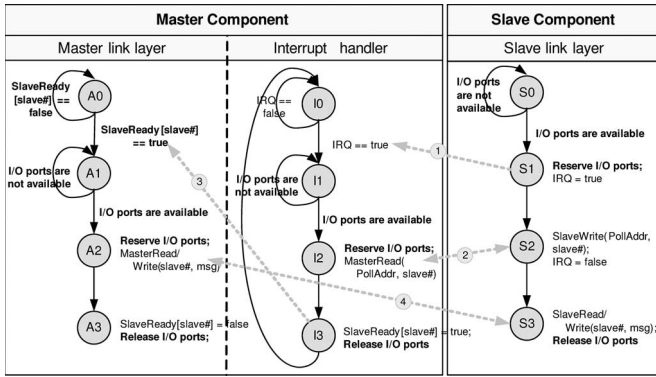 Master Component
Slave Component
Master link layer
Interrupt handler
Slave link layer
SlaveReady
[slave#] ==
false
A0
SlaveReady[slave#]
== true
I/O ports are
not available
A1
I/O ports are available
A2
Reserve I/O ports;
MasterRead/
Write(slave#, msg)
A3
SlaveReady[slave#] = false
Release I/O ports;
IRQ ==
false
I0
IRQ == true
I/O ports are
not available
I1
I/O ports are available
I2
Reserve I/O ports;
MasterRead(
PollAddr, slave#)
I3
SlaveReady[slave#] = true;
Release I/O ports
1
2
3
4
I/O ports
are not
available
S0
I/O ports are available
S1
Reserve I/O ports;
IRQ = true
S2
SlaveWrite(PollAddr,
slave#);
IRQ = false
S3
SlaveRead/
Write(slave#, msg);
Release I/O ports